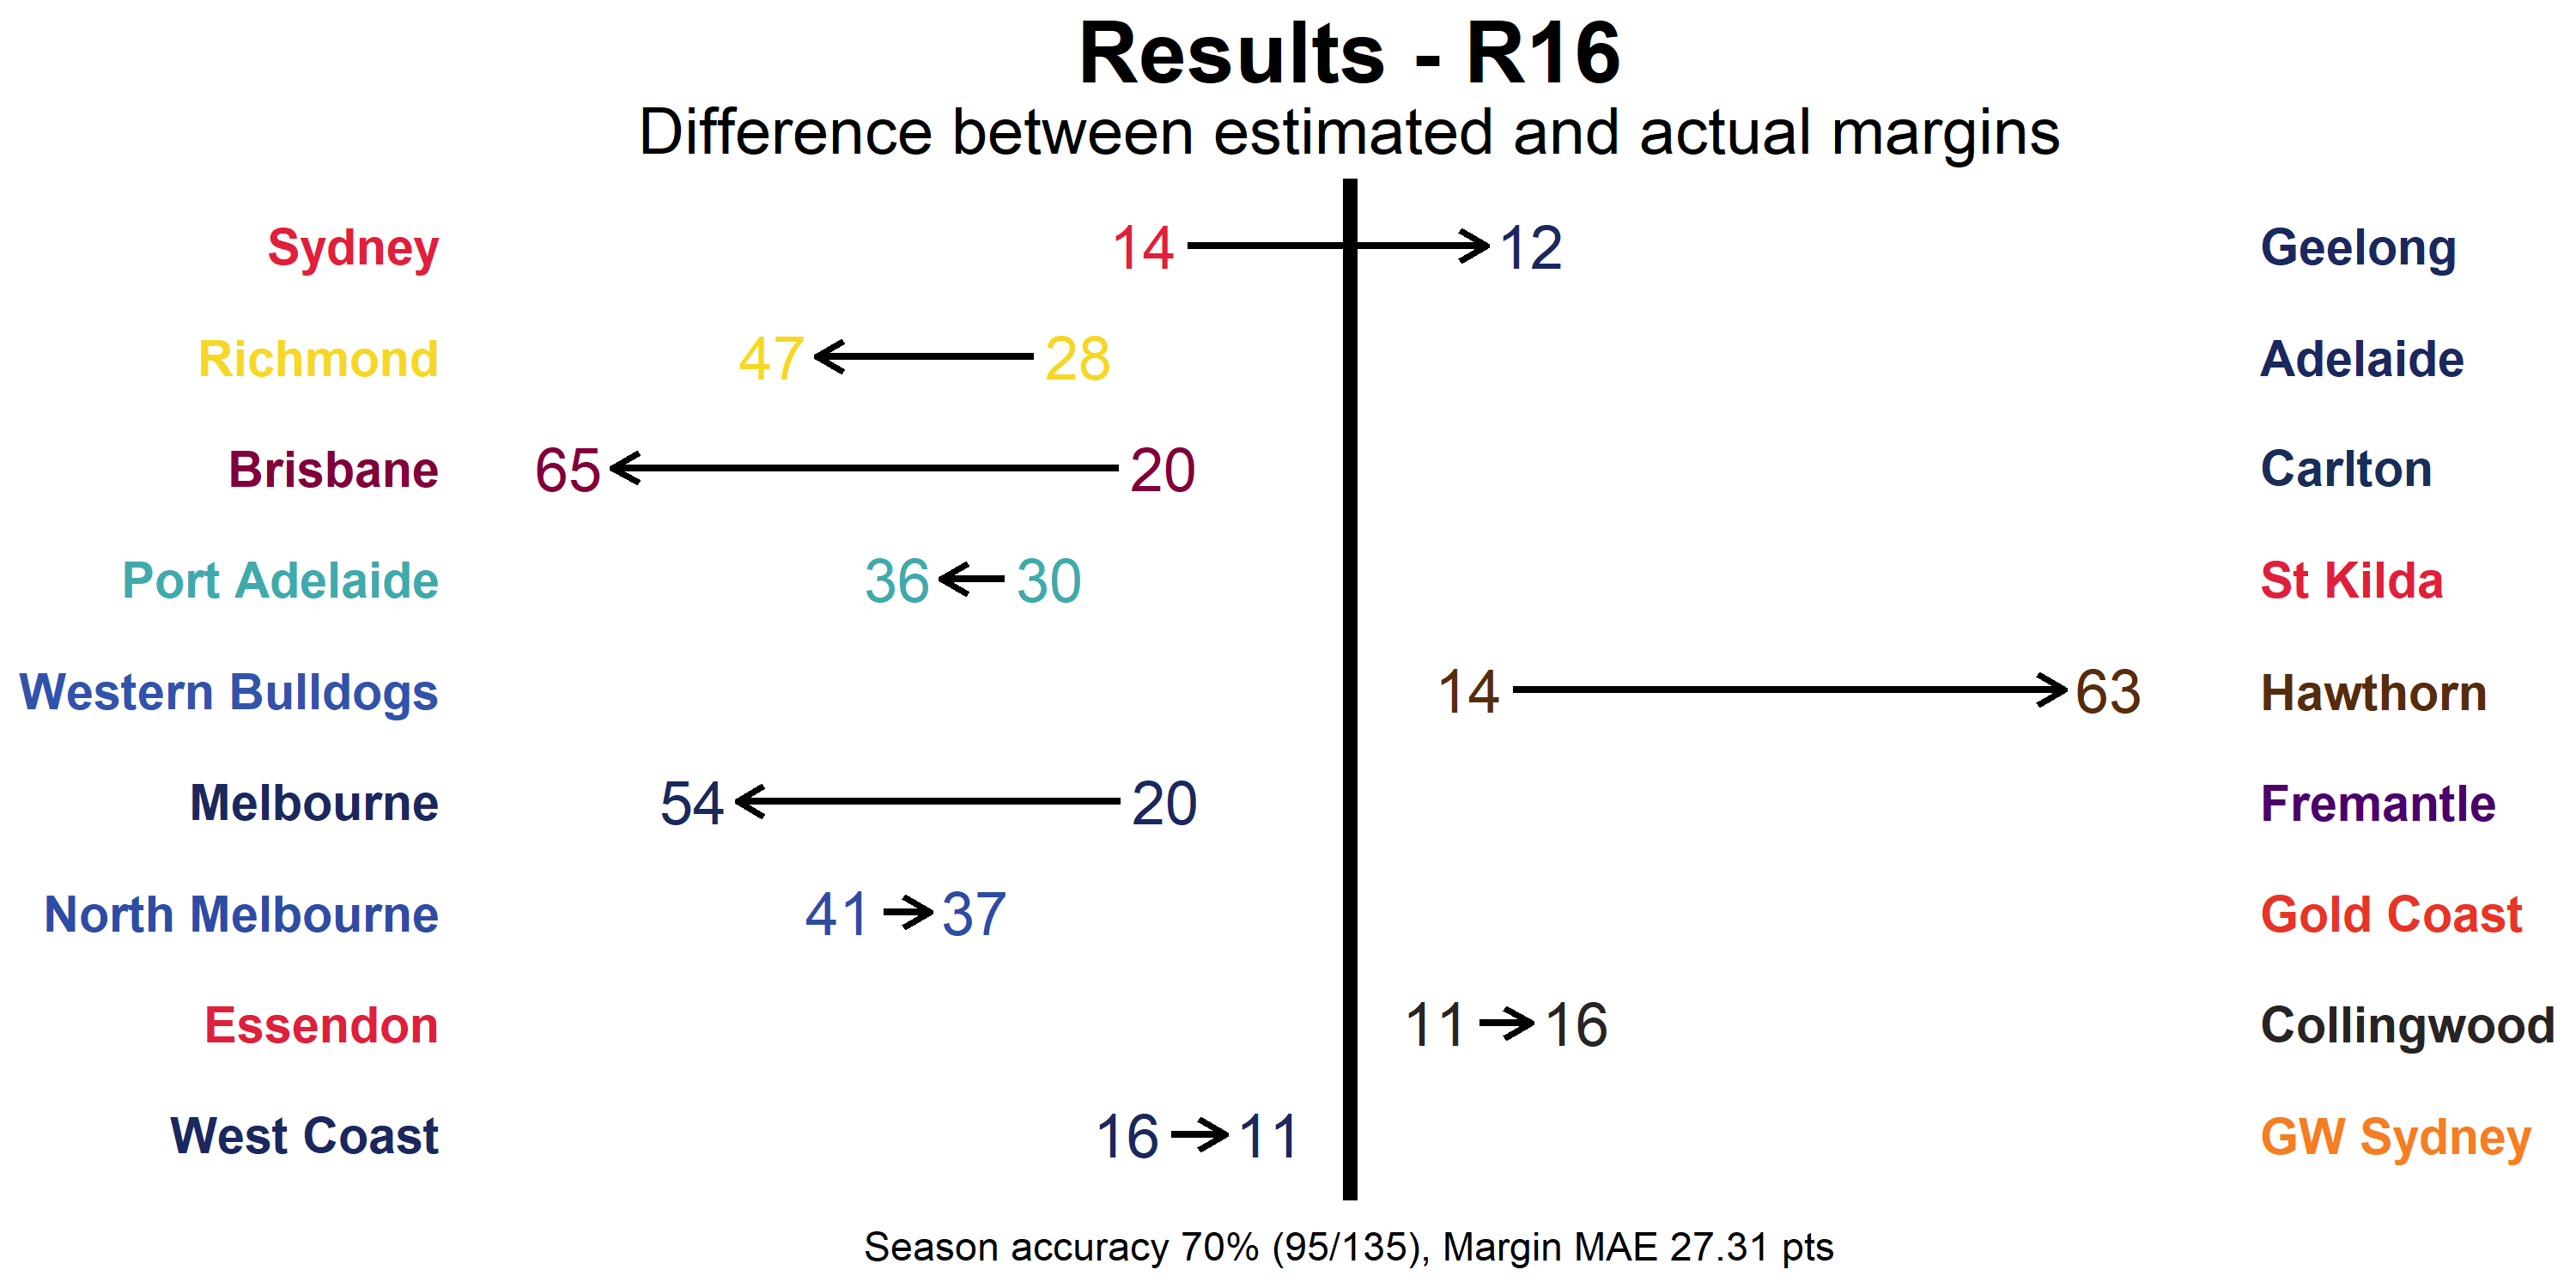 Results - R16
Difference between estimated and actual margins
Sydney 14 12 Geelong
Richmond 47 28 Adelaide
Brisbane 65 20 Carlton
Port Adelaide 36 30 St Kilda
Western Bulldogs 14 63 Hawthorn
Melbourne 54 20 Fremantle
North Melbourne 41 37 Gold Coast
Essendon 11 16 Collingwood
West Coast 16 11 GW Sydney
Season accuracy 70% (95/135), Margin MAE 27.31 pts